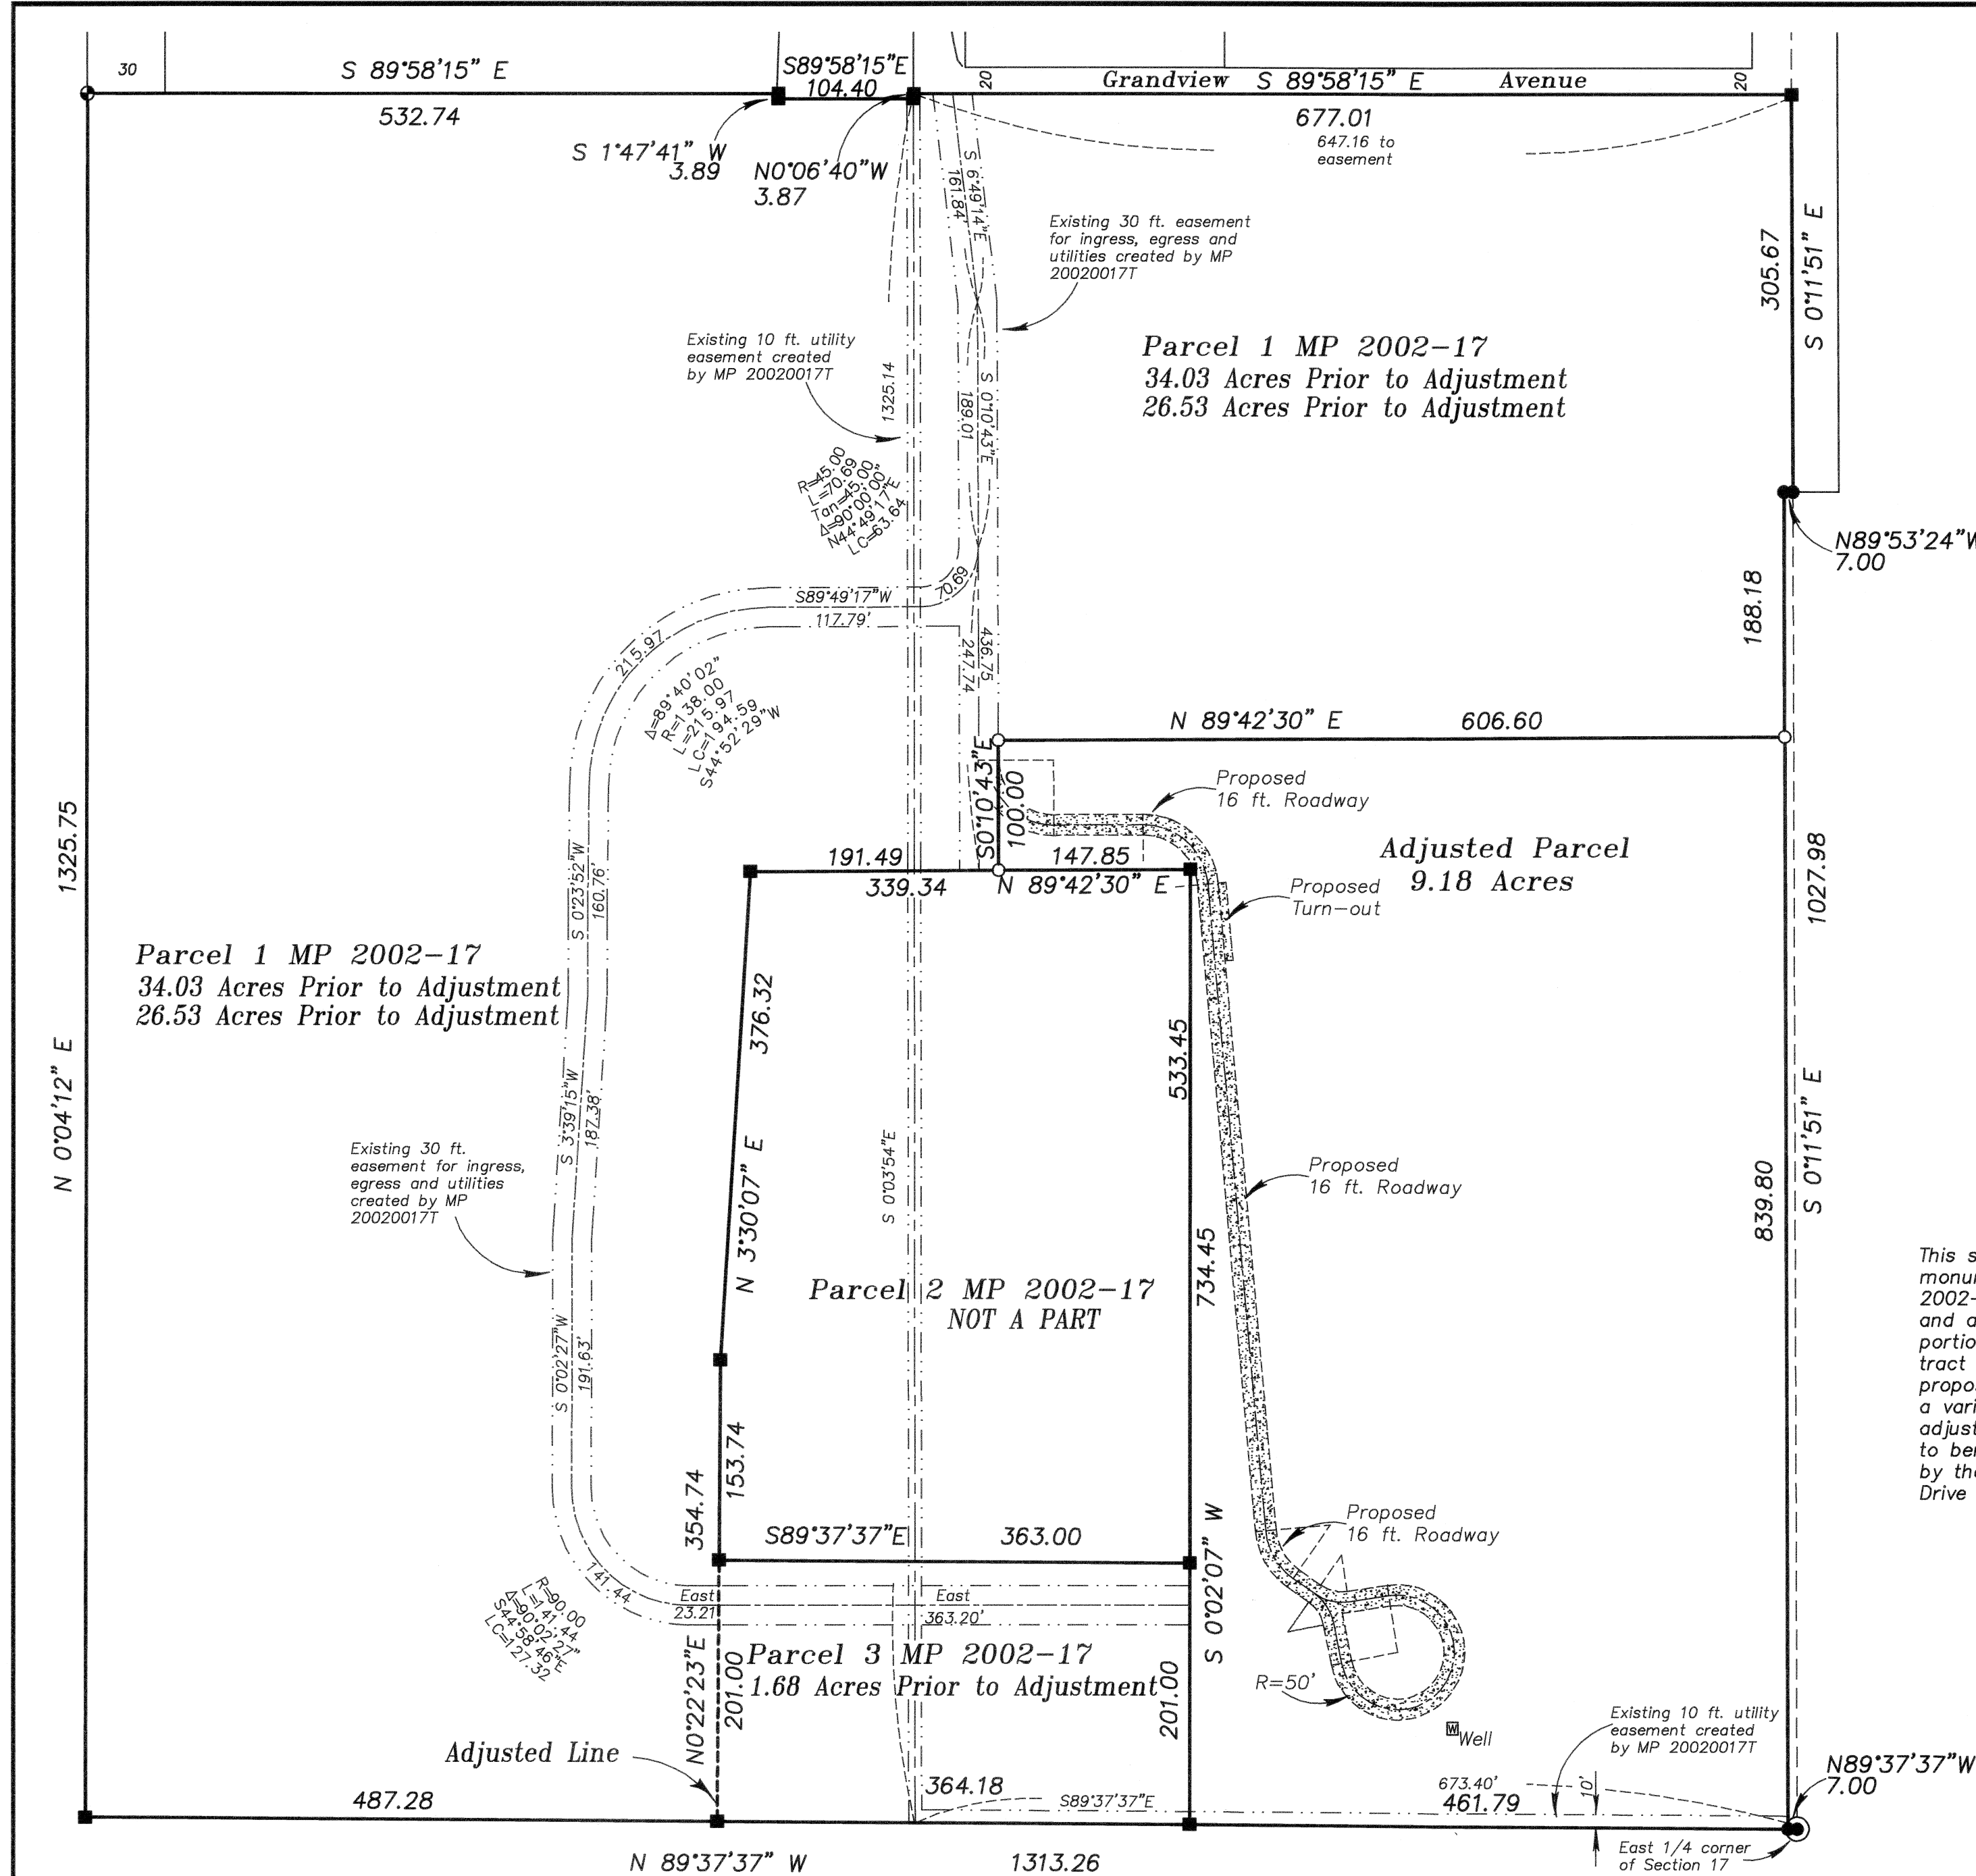 30
S 89°58'15" E
532.74
S89°58'15"E
104.40
20
Grandview S 89°58'15" E Avenue
20
677.01
647.16 to
easement
S 1°47'41" W
3.89
N0°06'40"W
3.87
S 6°49'14"E
161.84'
Existing 30 ft. easement
for ingress, egress and
utilities created by MP
20020017T
305.67
S 0°11'51" E
Existing 10 ft. utility
easement created
by MP 20020017T
1325.14
S 0°10'43"E
189.01
Parcel 1 MP 2002-17
34.03 Acres Prior to Adjustment
26.53 Acres Prior to Adjustment
R=45.00
L=70.69
Tan=45.00
Δ=90°00'00"
N44°49'17"E
LC=63.64
N89°53'24"W
7.00
188.18
S89°49'17"W
117.79'
70.69
215.97
Δ=89°40'02"
R=138.00
L=215.97
LC=194.59
S44°52'29"W
436.75
247.74
N 89°42'30" E 606.60
S0°10'43"E
100.00
Proposed
16 ft. Roadway
1325.75
N 0°04'12" E
191.49
147.85
339.34
N 89°42'30" E
Adjusted Parcel
9.18 Acres
Proposed
Turn-out
1027.98
S 0°23'52"W
160.76'
Parcel 1 MP 2002-17
34.03 Acres Prior to Adjustment
26.53 Acres Prior to Adjustment
376.32
N 3°30'07" E
533.45
S 0°11'51" E
839.80
S 3°39'15"W
187.38'
S 0°03'54"E
Existing 30 ft.
easement for ingress,
egress and utilities
created by MP
20020017T
Proposed
16 ft. Roadway
734.45
Parcel 2 MP 2002-17
NOT A PART
This s
monu
2002-
and a
portio
tract
propos
a vari
adjust
to ben
by the
Drive
S 0°02'27"W
191.63'
354.74
153.74
S89°37'37"E 363.00
S 0°02'07" W
Proposed
16 ft. Roadway
141.44
R=90.00
L=141.44
Δ=90°02'27"
S44°58'46"E
LC=127.32
East
23.21
East
363.20'
Parcel 3 MP 2002-17
1.68 Acres Prior to Adjustment
N0°22'23"E
201.00
201.00
R=50'
W
Well
Existing 10 ft. utility
easement created
by MP 20020017T
Adjusted Line
N89°37'37"W
7.00
487.28
364.18
S89°37'37"E
673.40'
461.79
10'
East 1/4 corner
of Section 17
N 89°37'37" W 1313.26